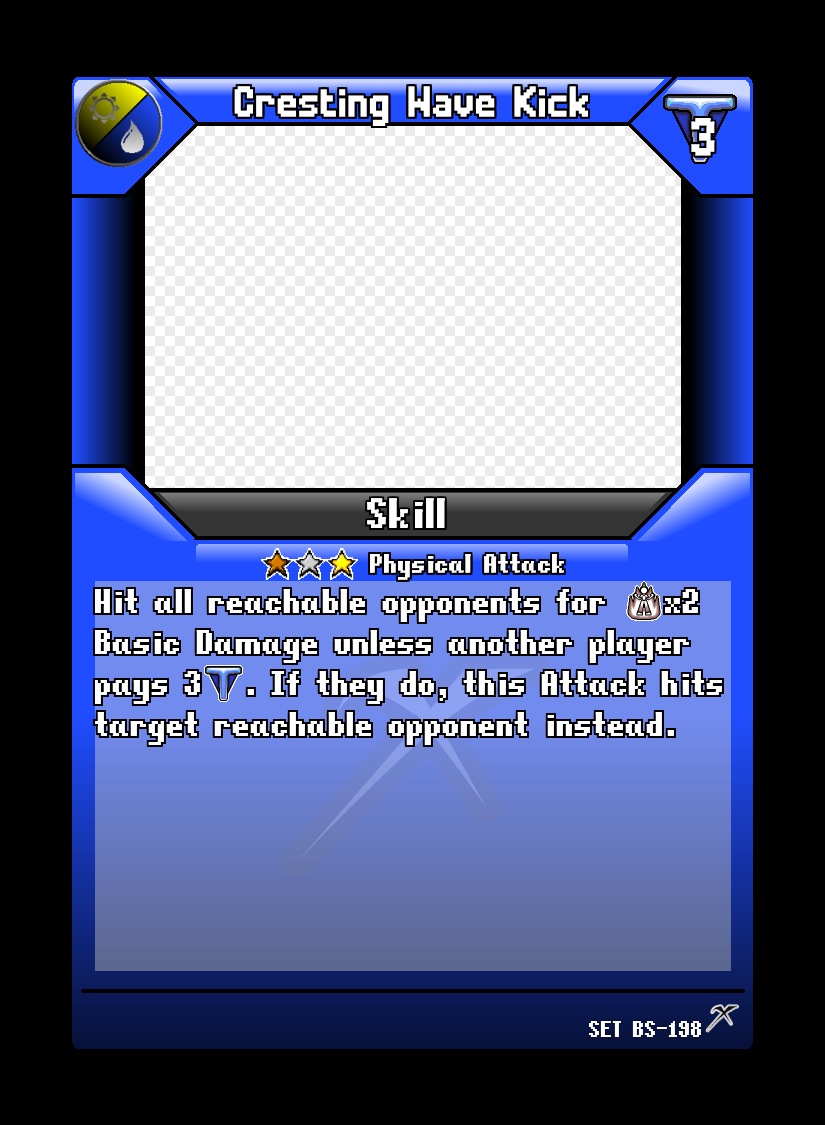 Cresting Wave Kick
3
Skill
Physical Attack
Hit all reachable opponents for x2
Basic Damage unless another player
pays 3. If they do, this Attack hits
target reachable opponent instead.
SET BS-198